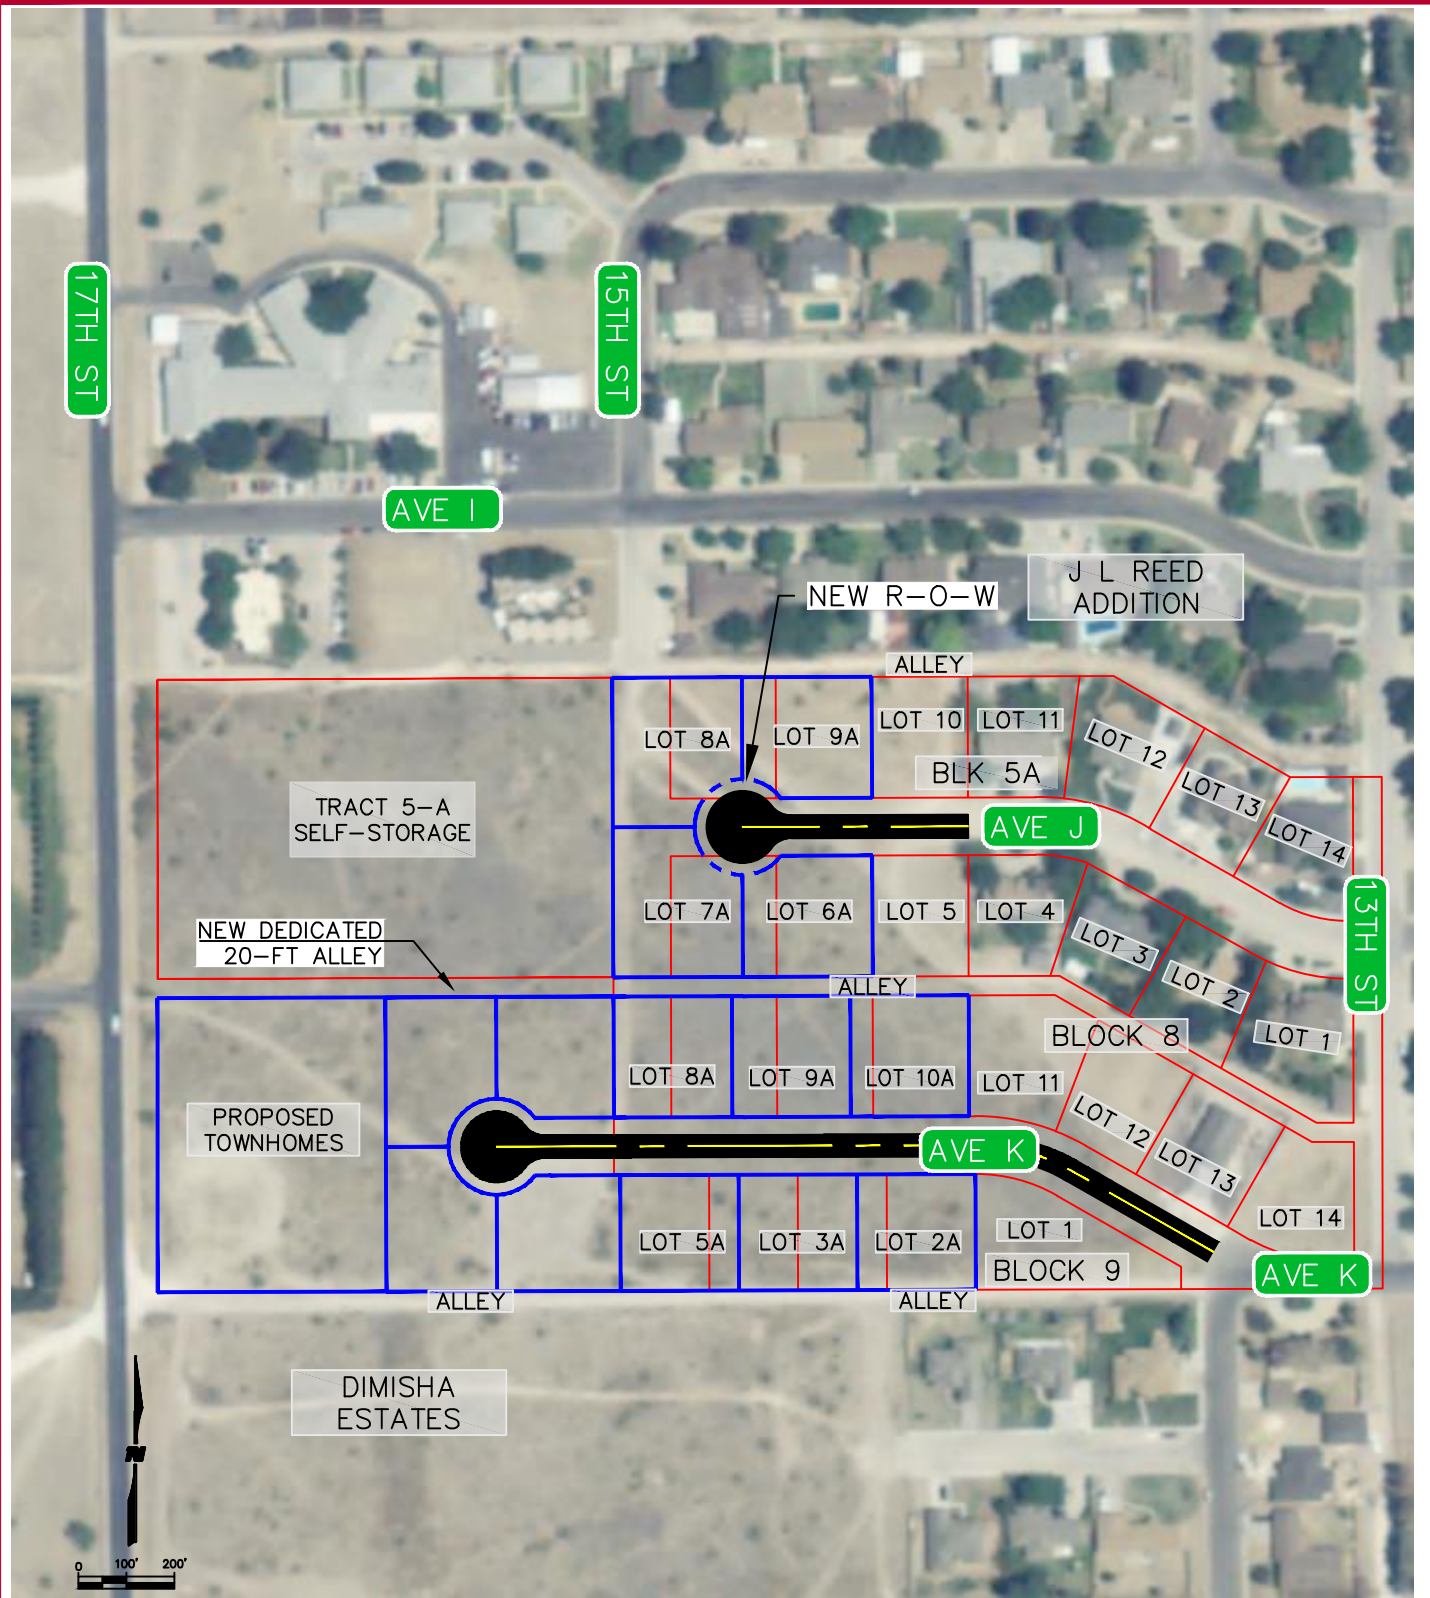 17TH ST
15TH ST
AVE I
J L REED
ADDITION
NEW R-O-W
ALLEY
LOT 8A
LOT 9A
LOT 10
LOT 11
LOT 12
LOT 13
LOT 14
BLK 5A
TRACT 5-A
SELF-STORAGE
AVE J
13TH ST
LOT 7A
LOT 6A
LOT 5
LOT 4
LOT 3
LOT 2
LOT 1
NEW DEDICATED
20-FT ALLEY
ALLEY
BLOCK 8
LOT 8A
LOT 9A
LOT 10A
LOT 11
LOT 12
LOT 13
LOT 14
PROPOSED
TOWNHOMES
AVE K
LOT 5A
LOT 3A
LOT 2A
LOT 1
BLOCK 9
AVE K
ALLEY
ALLEY
DIMISHA
ESTATES
N
0 100' 200'